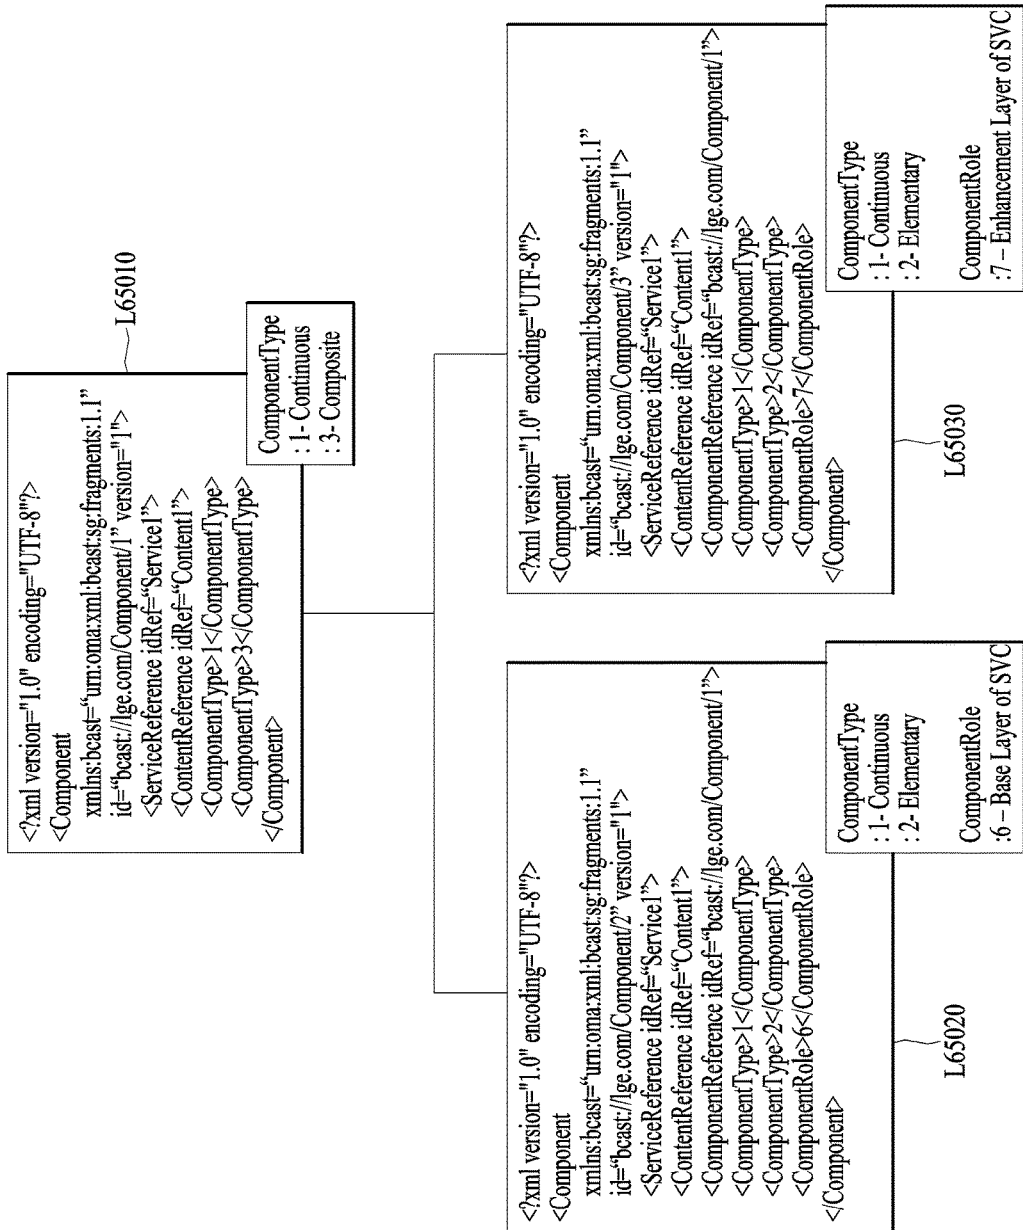 <?xml version="1.0" encoding="UTF-8"?>
<Component
xmlns:bcast=“urn:oma:xml:bcast:sg:fragments:1.1”
id=“bcast://lge.com/Component/1” version="1">
<ServiceReference idRef=“Service1”>
<ContentReference idRef=“Content1”>
<ComponentType>1</ComponentType>
<ComponentType>3</ComponentType>
</Component>
L65010
ComponentType
: 1- Continuous
: 3- Composite
<?xml version="1.0" encoding="UTF-8"?>
<Component
xmlns:bcast=“urn:oma:xml:bcast:sg:fragments:1.1”
id=“bcast://lge.com/Component/2” version="1">
<ServiceReference idRef=“Service1”>
<ContentReference idRef=“Content1”>
<ComponentReference idRef=“bcast://lge.com/Component/1”>
<ComponentType>1</ComponentType>
<ComponentType>2</ComponentType>
<ComponentRole>6</ComponentRole>
</Component>
ComponentType
: 1- Continuous
: 2- Elementary
ComponentRole
:6 – Base Layer of SVC
L65020
<?xml version="1.0" encoding="UTF-8"?>
<Component
xmlns:bcast=“urn:oma:xml:bcast:sg:fragments:1.1”
id=“bcast://lge.com/Component/3” version="1">
<ServiceReference idRef=“Service1”>
<ContentReference idRef=“Content1”>
<ComponentReference idRef=“bcast://lge.com/Component/1”>
<ComponentType>1</ComponentType>
<ComponentType>2</ComponentType>
<ComponentRole>7</ComponentRole>
</Component>
ComponentType
: 1- Continuous
: 2- Elementary
ComponentRole
:7 – Enhancement Layer of SVC
L65030